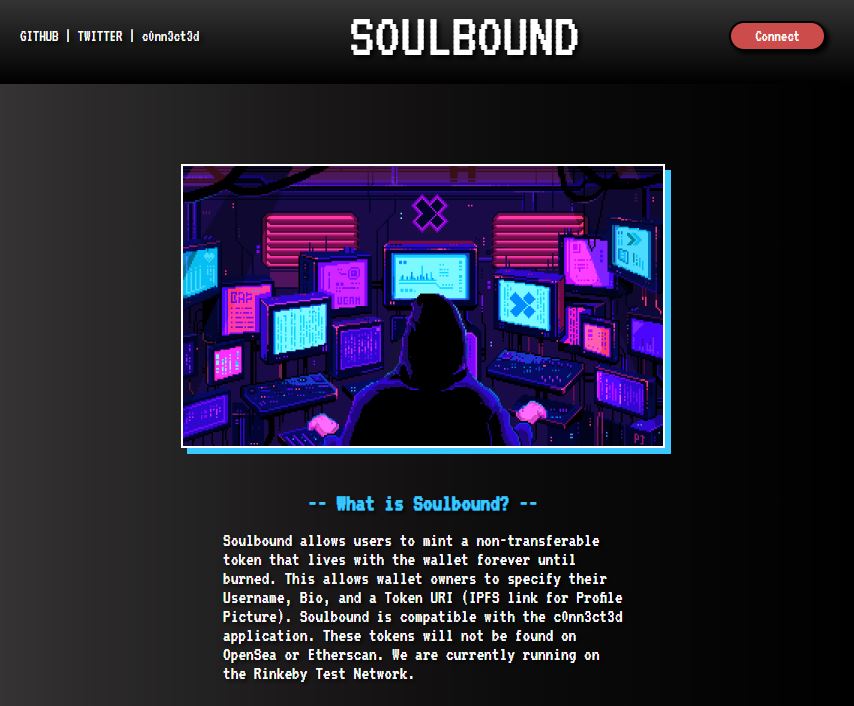 GITHUB | TWITTER | c0nn3ct3d
SOULBOUND
Connect
-- What is Soulbound? --
Soulbound allows users to mint a non-transferable
token that lives with the wallet forever until
burned. This allows wallet owners to specify their
Username, Bio, and a Token URI (IPFS link for Profile
Picture). Soulbound is compatible with the c0nn3ct3d
application. These tokens will not be found on
OpenSea or Etherscan. We are currently running on
the Rinkeby Test Network.